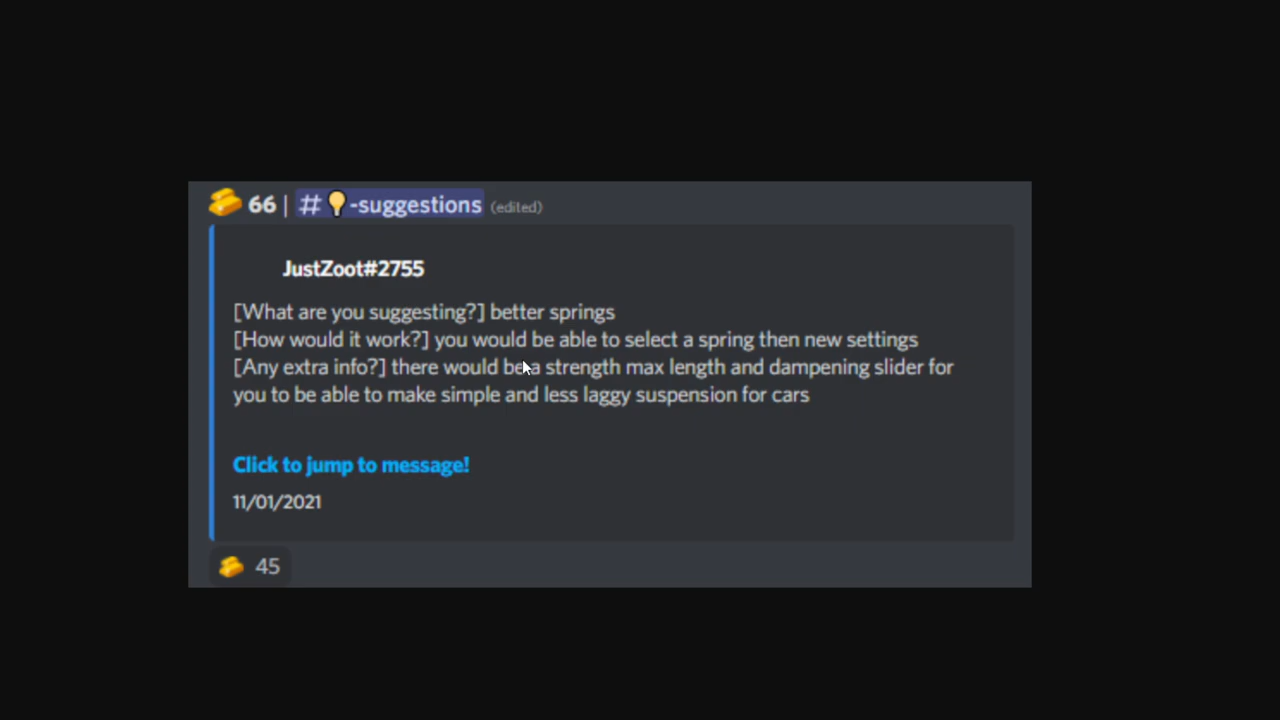 66 | #💡-suggestions (edited)
JustZoot#2755
[What are you suggesting?] better springs
[How would it work?] you would be able to select a spring then new settings
[Any extra info?] there would be a strength max length and dampening slider for
you to be able to make simple and less laggy suspension for cars
Click to jump to message!
11/01/2021
45